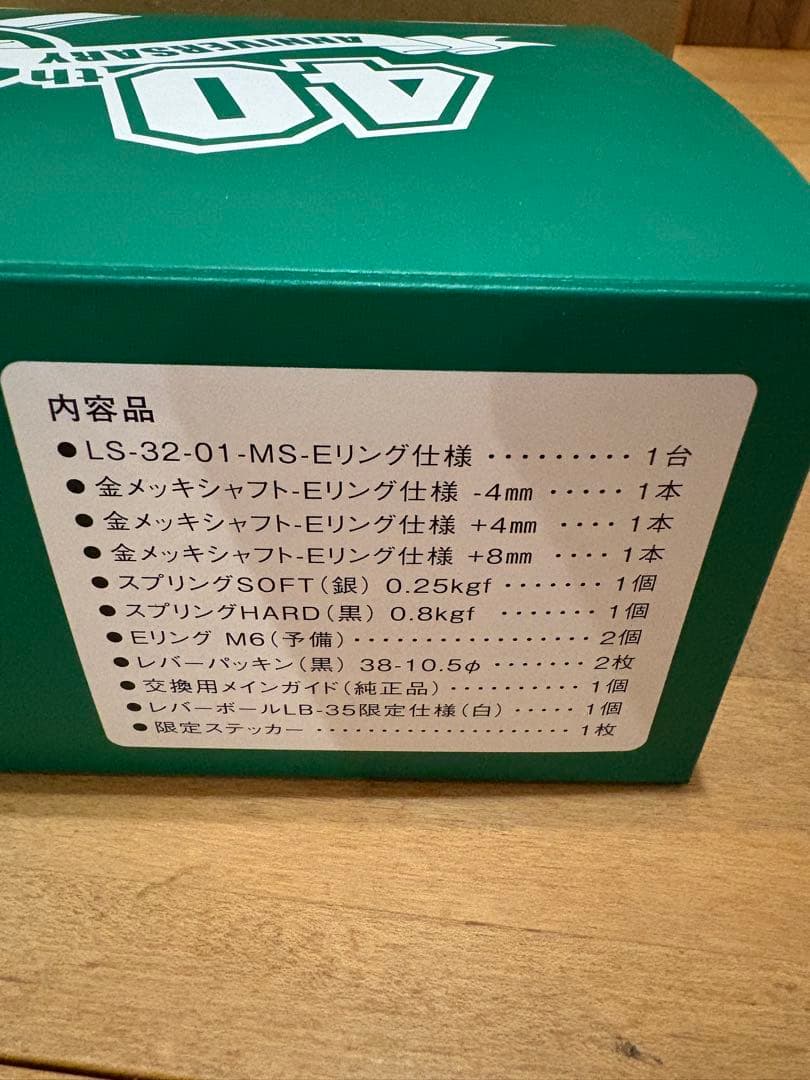 40th
ANNIVERSARY
内容品
●LS-32-01-MS-Eリング仕様 ・・・・・・・・・ 1台
●金メッキシャフト-Eリング仕様 -4mm ・・・・・ 1本
●金メッキシャフト-Eリング仕様 +4mm ・・・・ 1本
●金メッキシャフト-Eリング仕様 +8mm ・・・・ 1本
●スプリングSOFT(銀) 0.25kgf ・・・・・・・ 1個
●スプリングHARD(黒) 0.8kgf ・・・・・・・ 1個
●Eリング M6(予備)・・・・・・・・・・・・・・・・・ 2個
●レバーパッキン(黒) 38-10.5φ ・・・・・・・ 2枚
●交換用メインガイド(純正品)・・・・・・・・・・ 1個
●レバーボールLB-35限定仕様(白) ・・・・・ 1個
●限定ステッカー ・・・・・・・・・・・・・・・・・・・・ 1枚